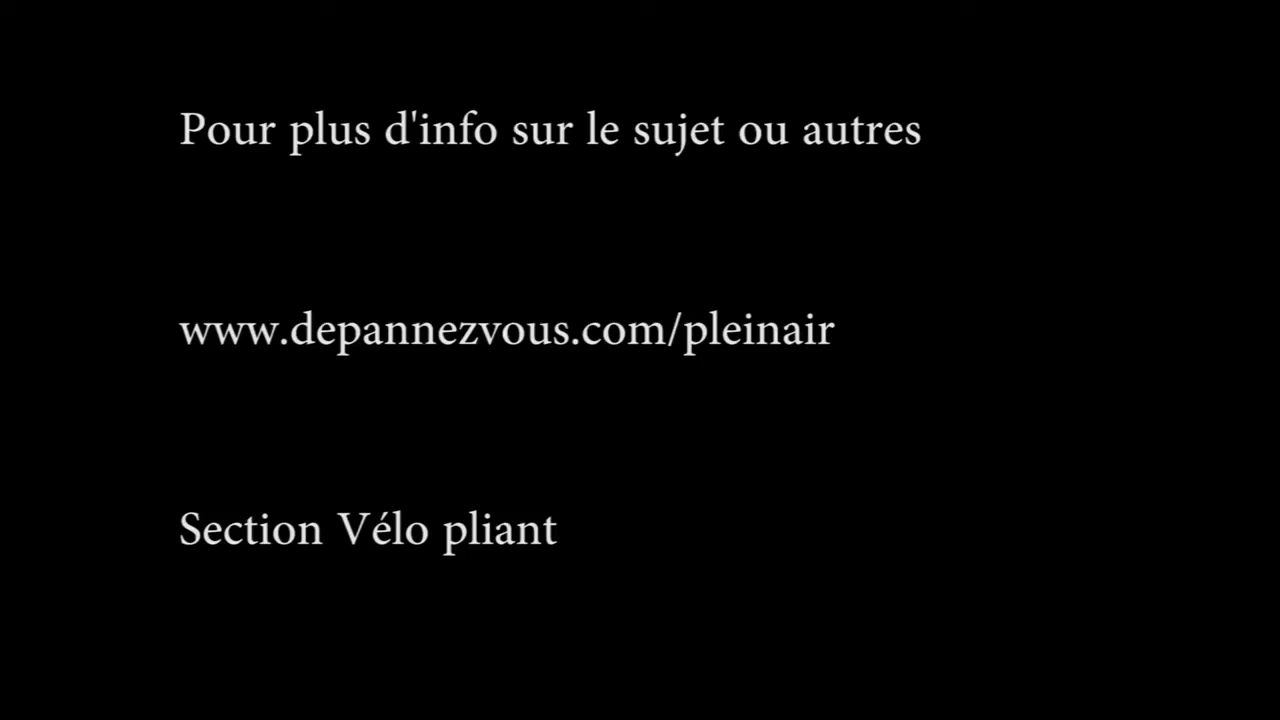 Pour plus d'info sur le sujet ou autres
www.depannezvous.com/pleinair
Section Vélo pliant